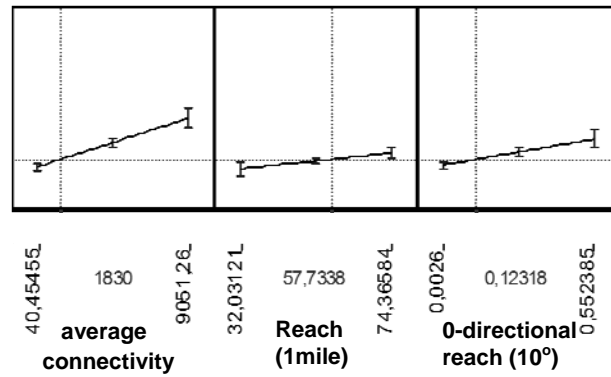 40,45455 1830 9051,26 32,03121 57,7338 74,36584 0,0026 0,12318 0,552385
average connectivity
Reach (1mile)
0-directional reach (10°)